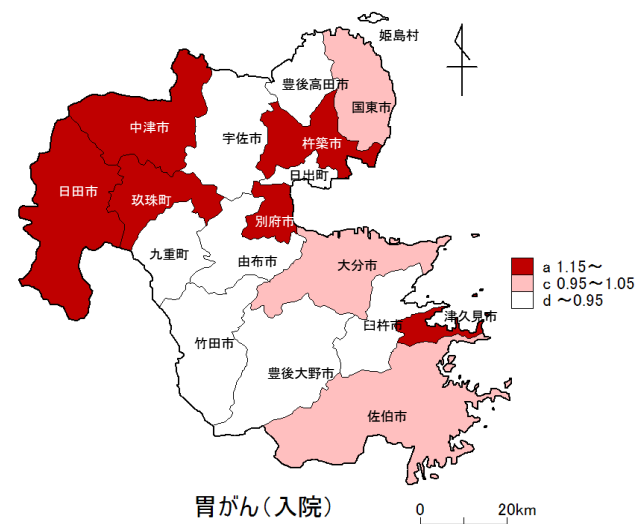 姫島村
豊後高田市
国東市
中津市
宇佐市
杵築市
日出町
日田市
玖珠町
別府市
九重町
由布市
大分市
a 1.15～
c 0.95～1.05
d ～0.95
津久見市
臼杵市
竹田市
豊後大野市
佐伯市
胃がん（入院）
0 20km